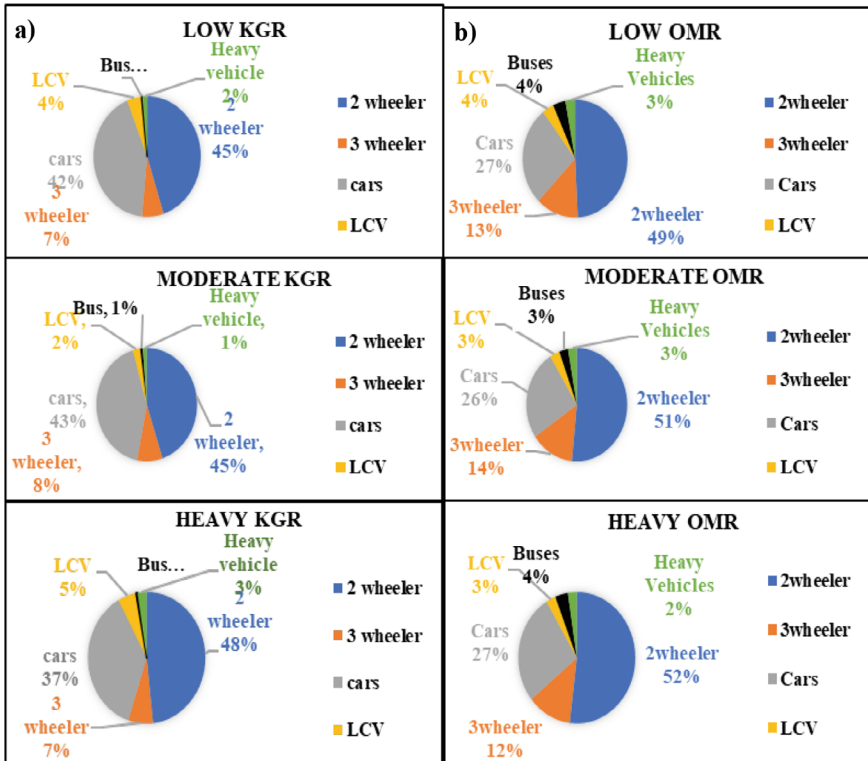 a)
LOW KGR
LCV
4%
Bus…
Heavy
vehicle
2%
2
wheeler
45%
cars
42%
3
wheeler
7%
2 wheeler
3 wheeler
cars
LCV
b)
LOW OMR
LCV
4%
Buses
4%
Heavy
Vehicles
3%
Cars
27%
3wheeler
13%
2wheeler
49%
2wheeler
3wheeler
Cars
LCV
MODERATE KGR
LCV,
2%
Bus, 1%
Heavy
vehicle,
1%
cars,
43%
3
wheeler,
8%
2
wheeler,
45%
2 wheeler
3 wheeler
cars
LCV
MODERATE OMR
LCV
3%
Buses
3%
Heavy
Vehicles
3%
Cars
26%
3wheeler
14%
2wheeler
51%
2wheeler
3wheeler
Cars
LCV
HEAVY KGR
LCV
5%
Bus…
Heavy
vehicle
3%
2
wheeler
48%
cars
37%
3
wheeler
7%
2 wheeler
3 wheeler
cars
LCV
HEAVY OMR
LCV
3%
Buses
4%
Heavy
Vehicles
2%
Cars
27%
3wheeler
12%
2wheeler
52%
2wheeler
3wheeler
Cars
LCV